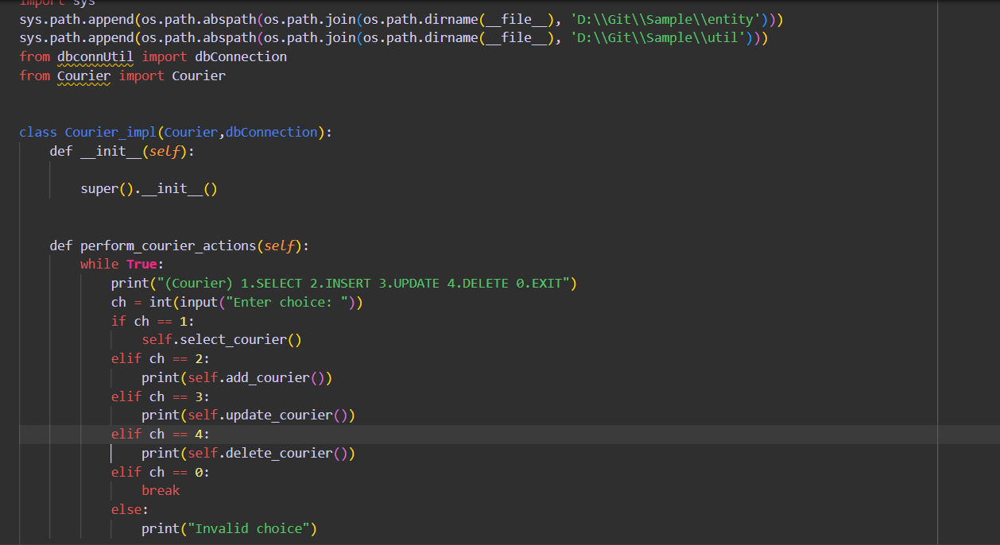 import sys
sys.path.append(os.path.abspath(os.path.join(os.path.dirname(__file__), 'D:\\Git\\Sample\\entity')))
sys.path.append(os.path.abspath(os.path.join(os.path.dirname(__file__), 'D:\\Git\\Sample\\util')))
from dbconnUtil import dbConnection
from Courier import Courier
class Courier_impl(Courier,dbConnection):
    def __init__(self):
        super().__init__()
    def perform_courier_actions(self):
        while True:
            print("(Courier) 1.SELECT 2.INSERT 3.UPDATE 4.DELETE 0.EXIT")
            ch = int(input("Enter choice: "))
            if ch == 1:
                self.select_courier()
            elif ch == 2:
                print(self.add_courier())
            elif ch == 3:
                print(self.update_courier())
            elif ch == 4:
                print(self.delete_courier())
            elif ch == 0:
                break
            else:
                print("Invalid choice")